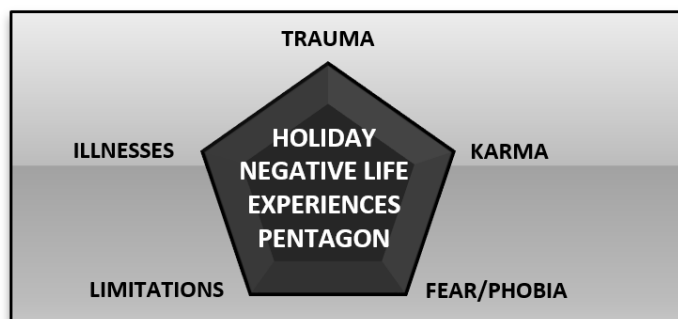 TRAUMA
ILLNESSES
HOLIDAY
NEGATIVE LIFE
EXPERIENCES
PENTAGON
KARMA
LIMITATIONS
FEAR/PHOBIA